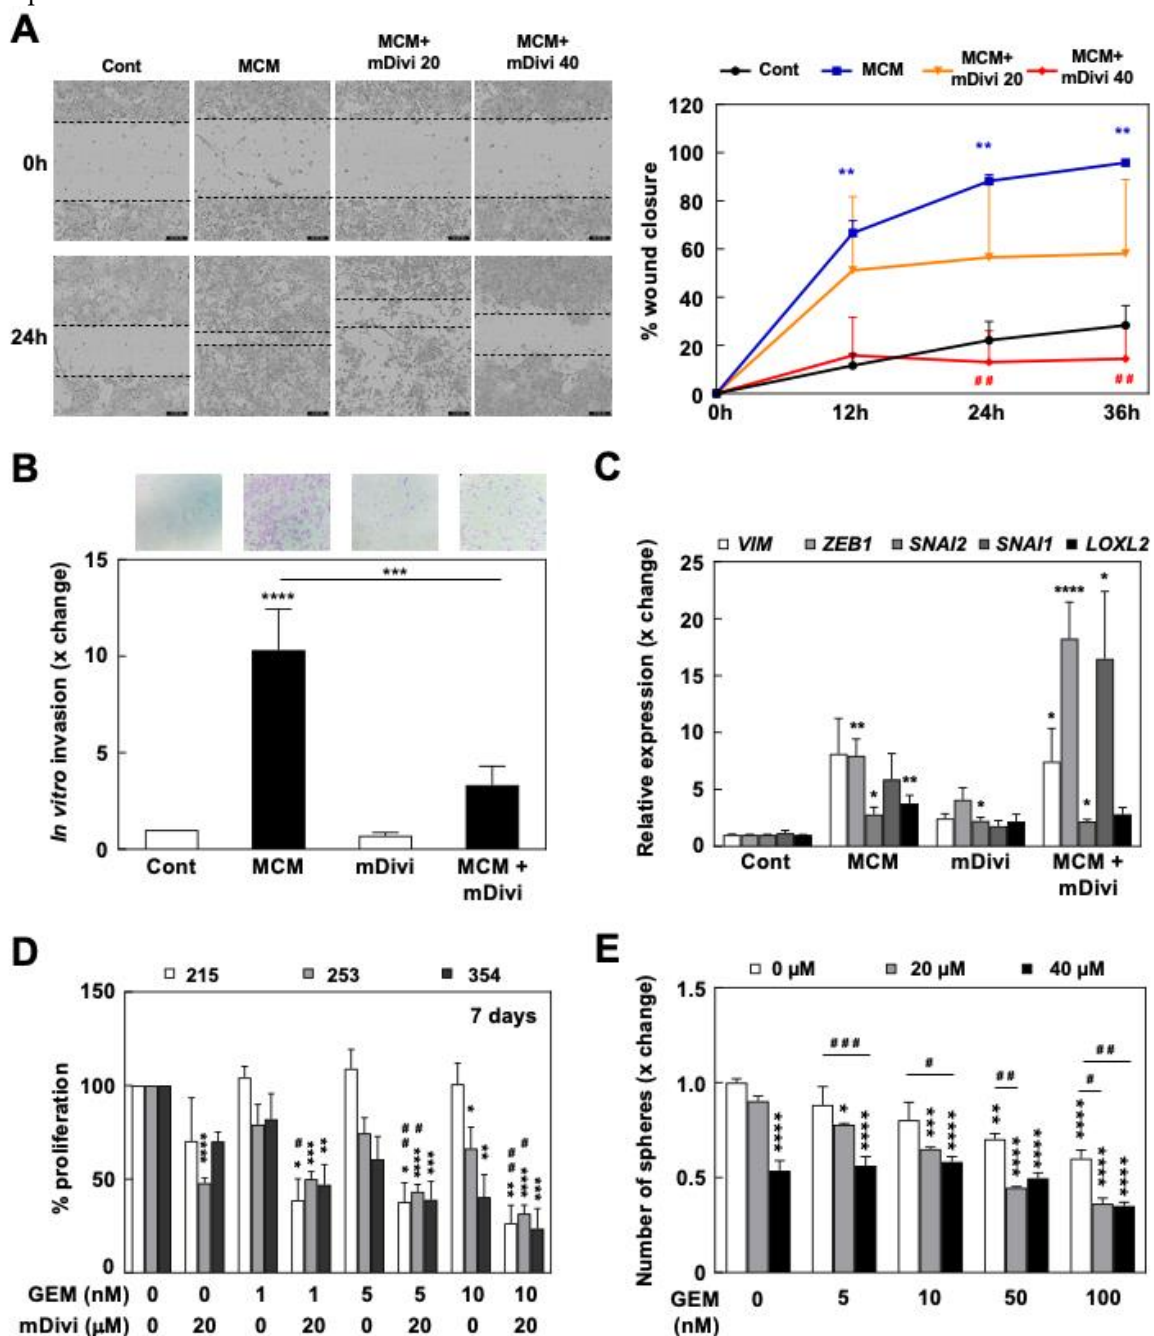 A
Cont
MCM
MCM+
mDivi 20
MCM+
mDivi 40
0h
24h
Cont
MCM
MCM+
mDivi 20
MCM+
mDivi 40
% wound closure
120
100
80
60
40
20
0
**
**
**
##
##
0h
12h
24h
36h
B
In vitro invasion (x change)
15
10
5
0
****
***
Cont
MCM
mDivi
MCM +
mDivi
C
VIM
ZEB1
SNAI2
SNAI1
LOXL2
Relative expression (x change)
25
20
15
10
5
0
**
*
**
*
*
****
*
*
Cont
MCM
mDivi
MCM +
mDivi
D
215
253
354
7 days
% proliferation
150
100
50
0
****
# *
***
**
## *
# ****
***
*
**
## **
# ****
***
GEM (nM) 0 0 1 1 5 5 10 10
mDivi (µM) 0 20 0 20 0 20 0 20
E
0 µM
20 µM
40 µM
Number of spheres (x change)
1.5
1.0
0.5
0
****
###
*
****
#
***
****
##
**
****
****
##
#
****
****
****
GEM
(nM)
0 5 10 50 100